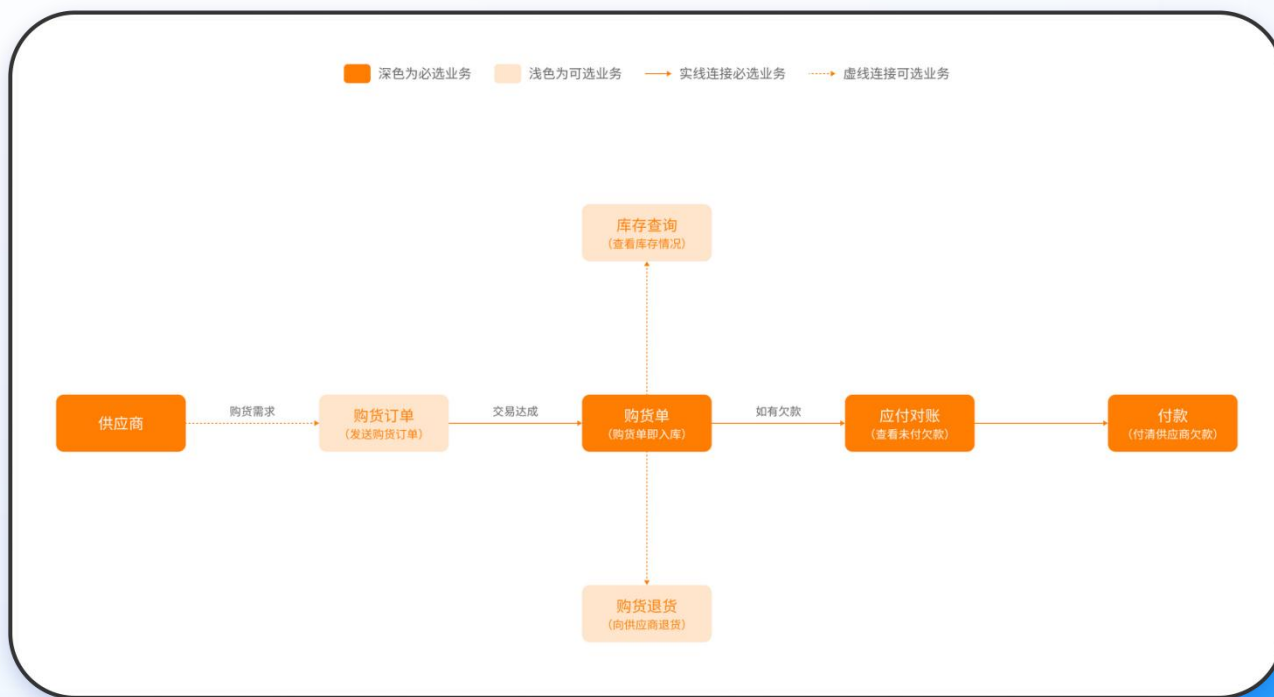 深色为必选业务 浅色为可选业务 实线连接必选业务 虚线连接可选业务
库存查询
（查看库存情况）
供应商
购货需求
购货订单
（发送购货订单）
交易达成
购货单
（购货单即入库）
如有欠款
应付对账
（查看未付欠款）
付款
（付清供应商欠款）
购货退货
（向供应商退货）